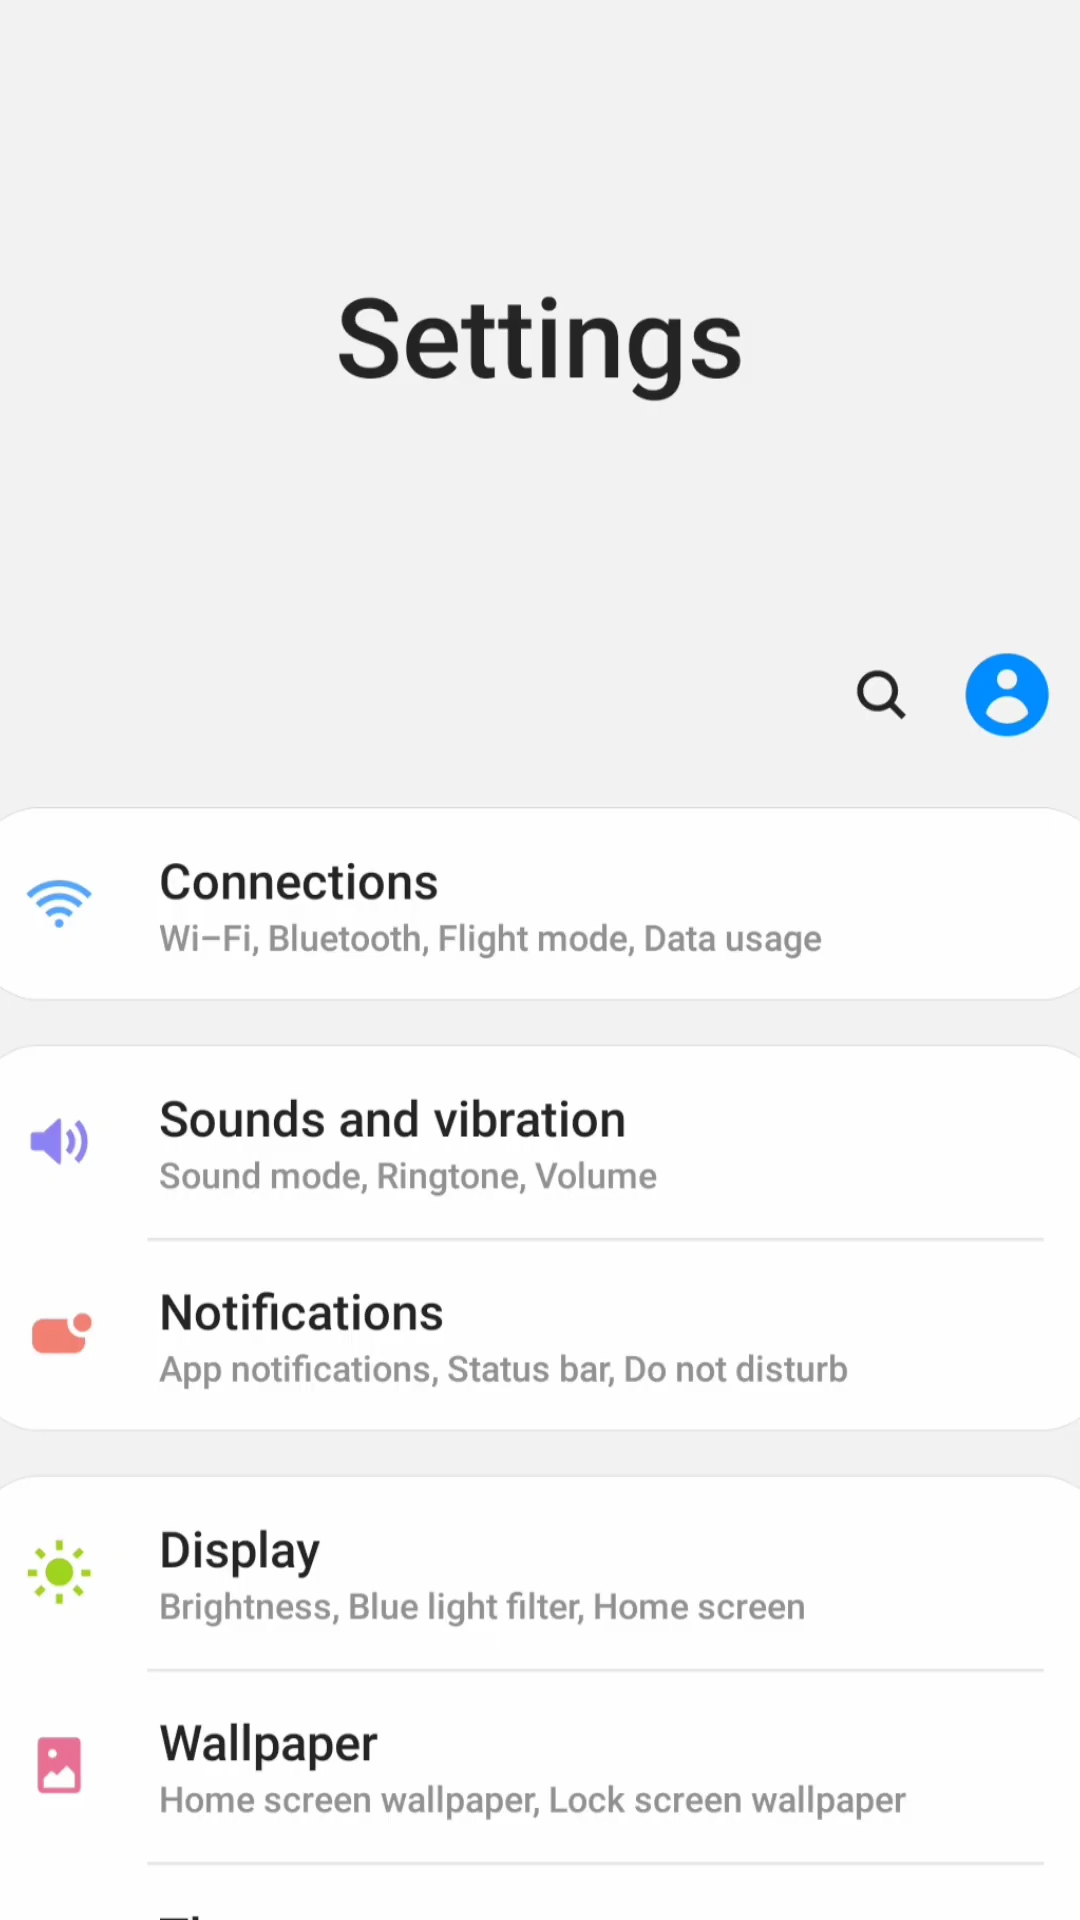 Settings
Connections
Wi-Fi, Bluetooth, Flight mode, Data usage
Sounds and vibration
Sound mode, Ringtone, Volume
Notifications
App notifications, Status bar, Do not disturb
Display
Brightness, Blue light filter, Home screen
Wallpaper
Home screen wallpaper, Lock screen wallpaper